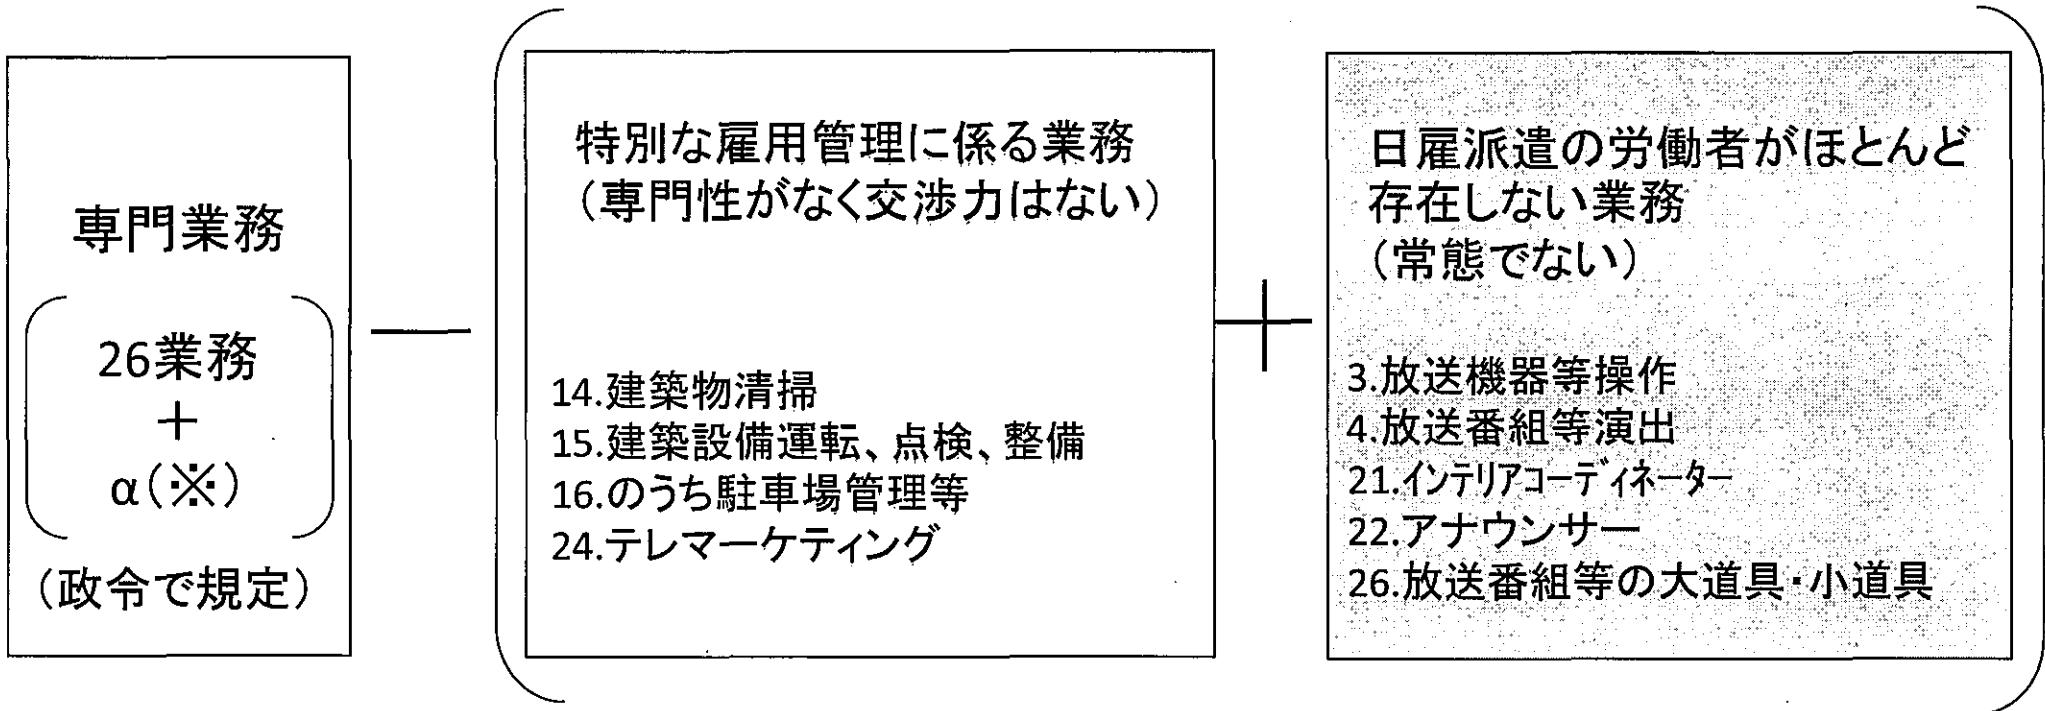 専門業務
26業務
＋
α(※)
(政令で規定)
―
特別な雇用管理に係る業務
(専門性がなく交渉力はない)
14.建築物清掃
15.建築設備運転、点検、整備
16.のうち駐車場管理等
24.テレマーケティング
＋
日雇派遣の労働者がほとんど
存在しない業務
(常態でない)
3.放送機器等操作
4.放送番組等演出
21.ｲﾝﾃﾘｱｺｰﾃﾞｨﾈｰﾀｰ
22.アナウンサー
26.放送番組等の大道具・小道具